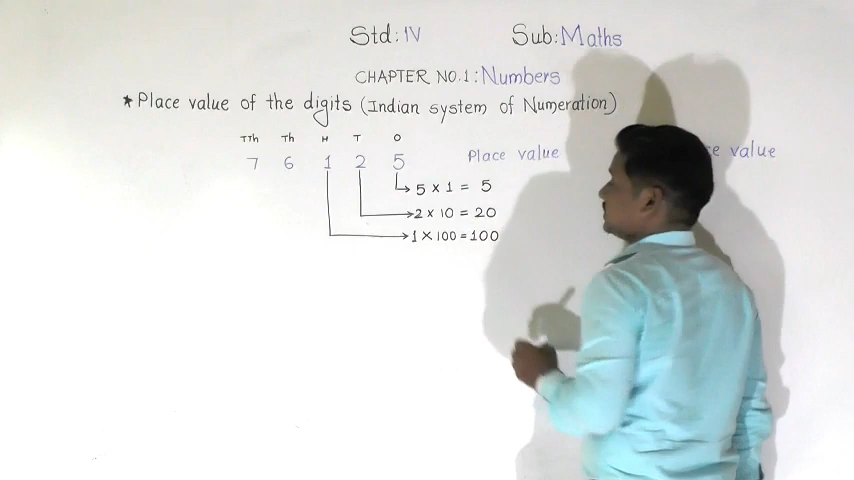 Std: IV Sub: Maths
CHAPTER NO.1: Numbers
* Place value of the digits (Indian system of Numeration)
TTh Th H T O
7 6 1 2 5 Place value value
5 × 1 = 5
2 × 10 = 20
1 × 100 = 100